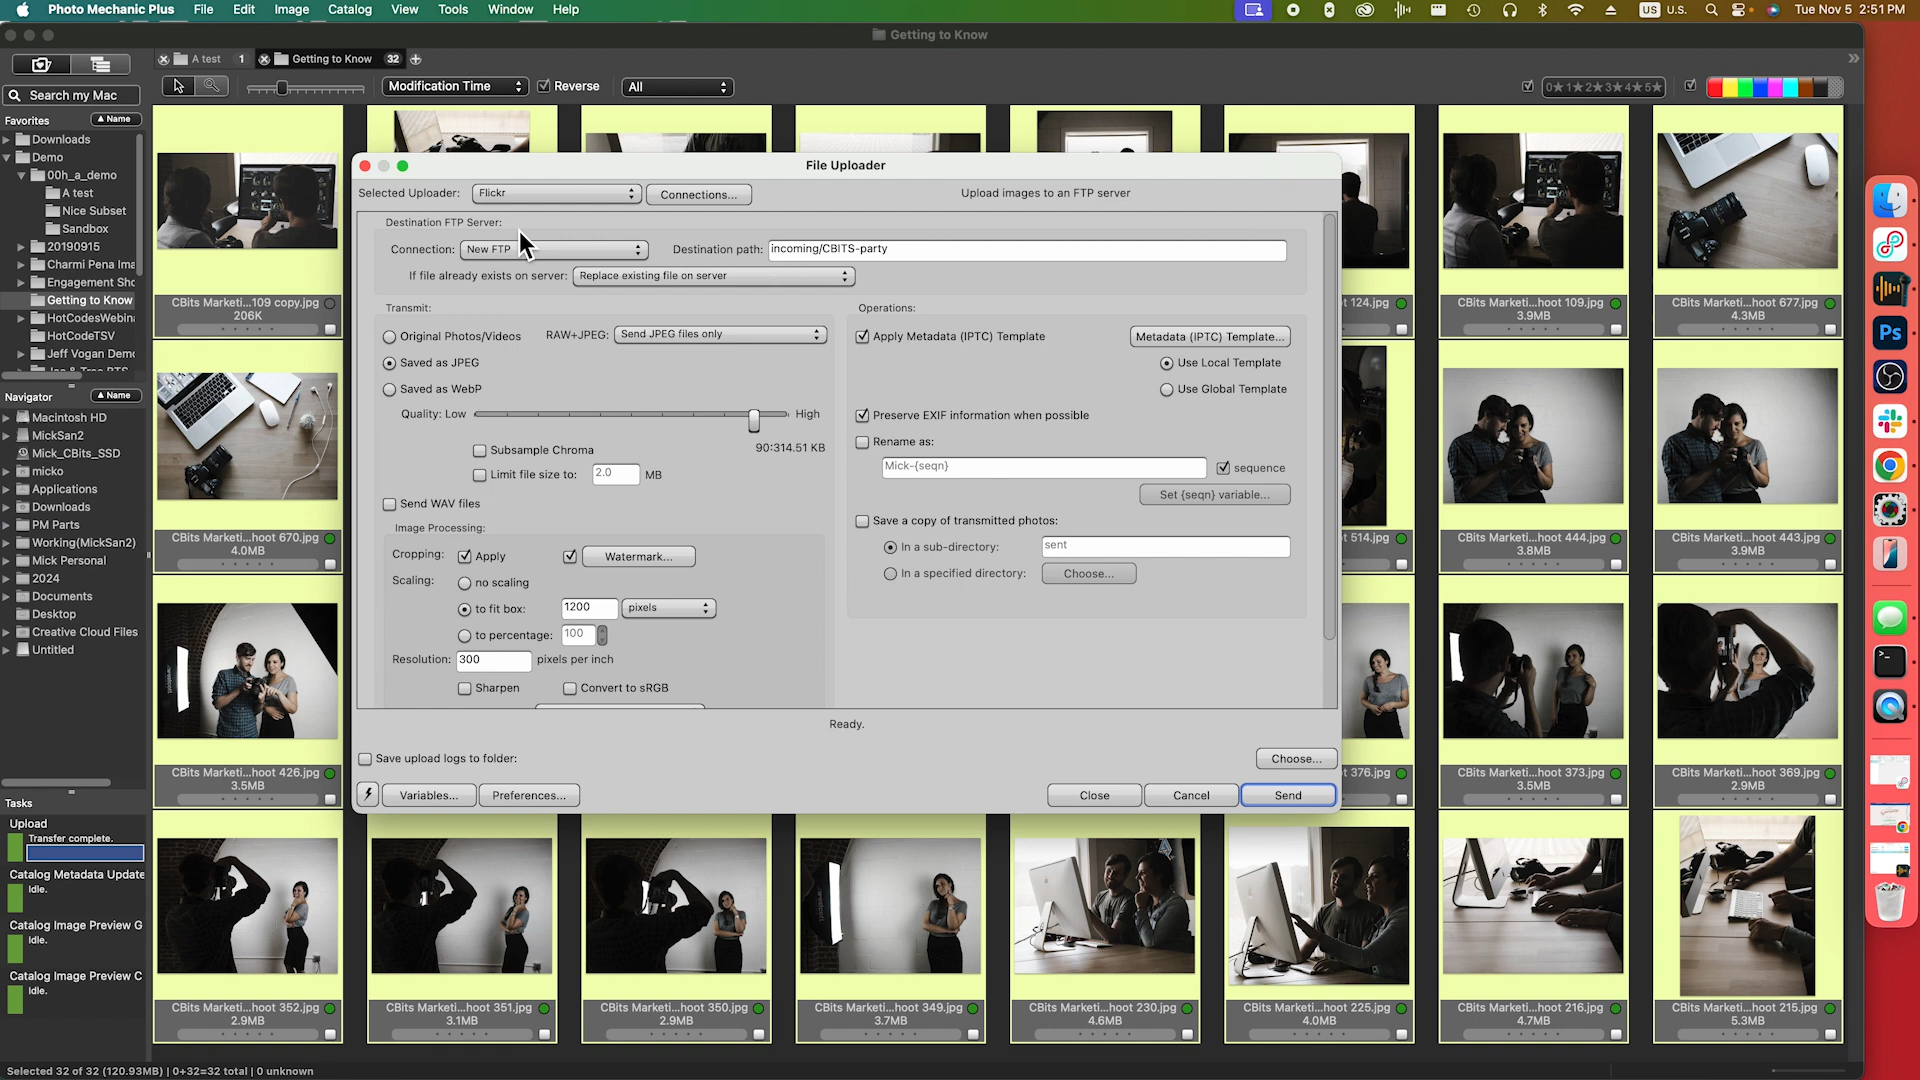 Photo Mechanic Plus File Edit Image Catalog View Tools Window Help
US U.S. Tue Nov 5 2:51 PM
Getting to Know
A test 1 Getting to Know 32
Modification Time Reverse All
0★1★2★3★4★5★
Search my Mac
Favorites ▲ Name
Downloads
Demo
00h_a_demo
A test
Nice Subset
Sandbox
20190915
Charmi Pena Ima
Engagement Sho
Getting to Know
HotCodesWebina
HotCodeTSV
Jeff Vogan Demo
Navigator ▲ Name
Macintosh HD
MickSan2
Mick_CBits_SSD
micko
Applications
Downloads
PM Parts
Working(MickSan2)
Mick Personal
2024
Documents
Desktop
Creative Cloud Files
Untitled
Tasks
Upload
Transfer complete.
Catalog Metadata Update
Idle.
Catalog Image Preview G
Idle.
Catalog Image Preview C
Idle.
Selected 32 of 32 (120.93MB) | 0+32=32 total | 0 unknown
File Uploader
Selected Uploader: Flickr Connections... Upload images to an FTP server
Destination FTP Server:
Connection: New FTP Destination path: incoming/CBITS-party
If file already exists on server: Replace existing file on server
Transmit:
Original Photos/Videos RAW+JPEG: Send JPEG files only
Saved as JPEG
Saved as WebP
Quality: Low High
Subsample Chroma 90:314.51 KB
Limit file size to: 2.0 MB
Send WAV files
Image Processing:
Cropping: Apply Watermark...
Scaling: no scaling
to fit box: 1200 pixels
to percentage: 100
Resolution: 300 pixels per inch
Sharpen Convert to sRGB
Operations:
Apply Metadata (IPTC) Template Metadata (IPTC) Template...
Use Local Template
Use Global Template
Preserve EXIF information when possible
Rename as:
Mick-{seqn} sequence
Set {seqn} variable...
Save a copy of transmitted photos:
In a sub-directory: sent
In a specified directory: Choose...
Ready.
Save upload logs to folder: Choose...
Variables... Preferences... Close Cancel Send
CBits Marketi...109 copy.jpg
206K
t 124.jpg
CBits Marketi...hoot 109.jpg
3.9MB
CBits Marketi...hoot 677.jpg
4.3MB
CBits Marketi...hoot 670.jpg
4.0MB
t 514.jpg
CBits Marketi...hoot 444.jpg
3.8MB
CBits Marketi...hoot 443.jpg
3.9MB
CBits Marketi...hoot 426.jpg
3.5MB
t 376.jpg
CBits Marketi...hoot 373.jpg
3.5MB
CBits Marketi...hoot 369.jpg
2.9MB
CBits Marketi...hoot 352.jpg
2.9MB
CBits Marketi...hoot 351.jpg
3.1MB
CBits Marketi...hoot 350.jpg
2.9MB
CBits Marketi...hoot 349.jpg
3.7MB
CBits Marketi...hoot 230.jpg
4.6MB
CBits Marketi...hoot 225.jpg
4.0MB
CBits Marketi...hoot 216.jpg
4.7MB
CBits Marketi...hoot 215.jpg
5.3MB
Ps